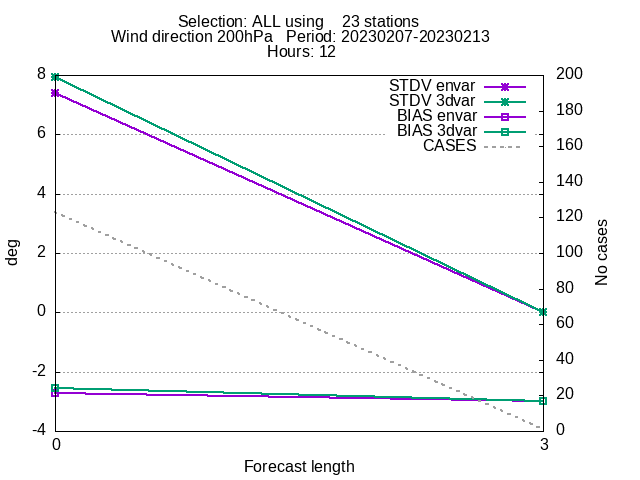 Selection: ALL using    23 stations
Wind direction 200hPa   Period: 20230207-20230213
Hours: 12
STDV envar
STDV 3dvar
BIAS envar
BIAS 3dvar
CASES
8
6
4
2
0
-2
-4
deg
200
180
160
140
120
100
80
60
40
20
0
No cases
0
3
Forecast length